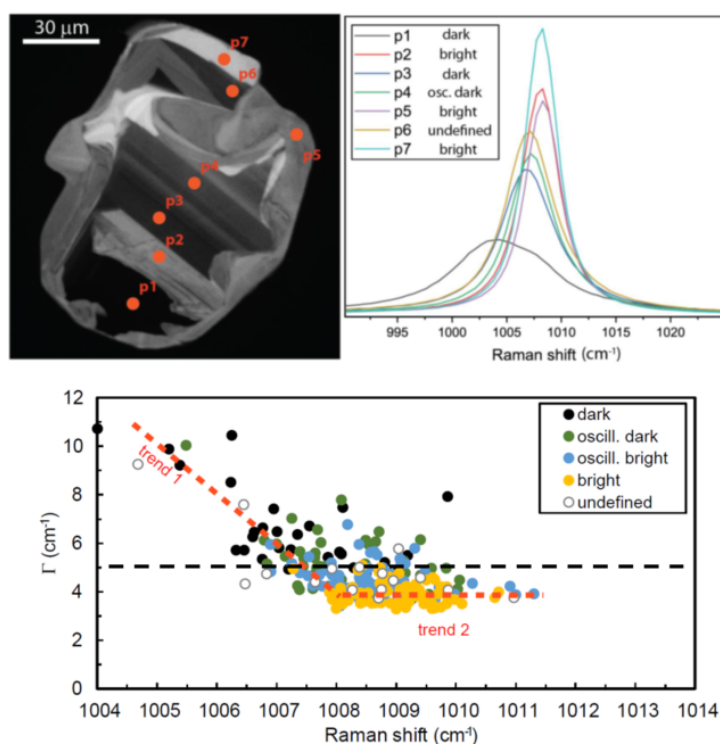 30 µm
p7
p6
p5
p4
p3
p2
p1
p1 dark
p2 bright
p3 dark
p4 osc. dark
p5 bright
p6 undefined
p7 bright
995 1000 1005 1010 1015 1020
Raman shift (cm⁻¹)
12
10
8
6
4
2
0
Γ (cm⁻¹)
trend 1
trend 2
dark
oscill. dark
oscill. bright
bright
undefined
1004 1005 1006 1007 1008 1009 1010 1011 1012 1013 1014
Raman shift (cm⁻¹)